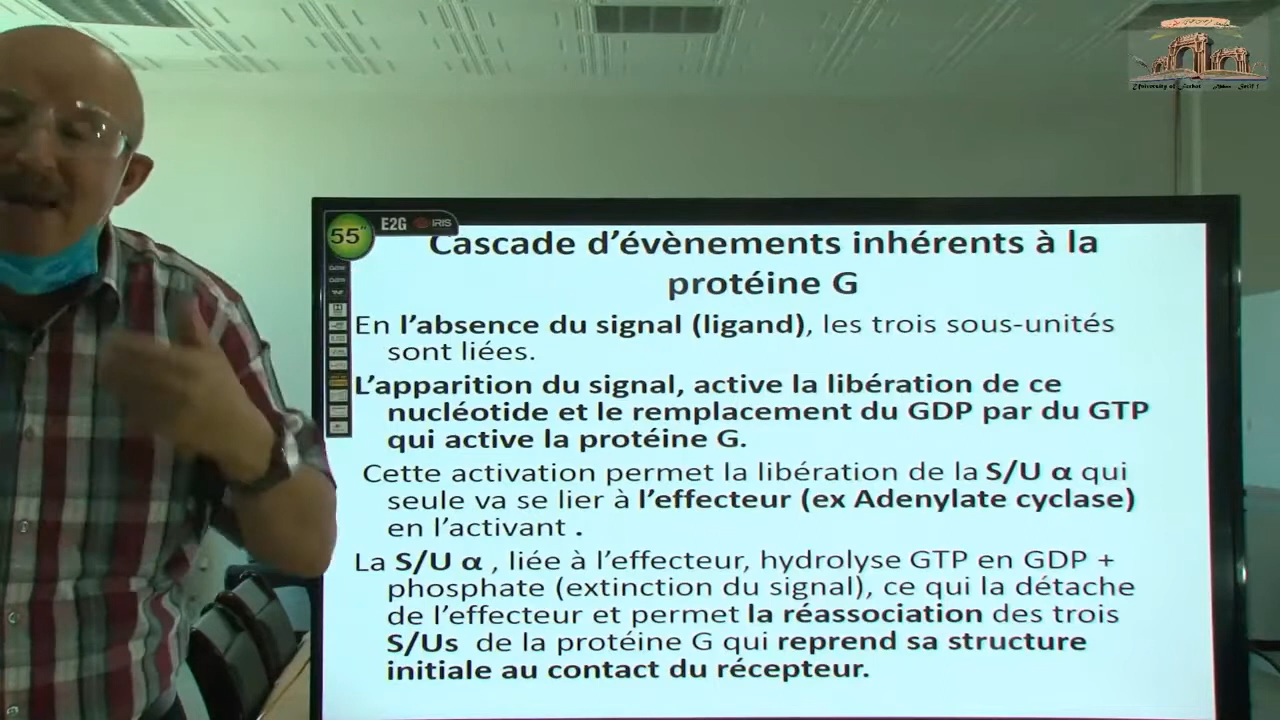 55"
E2G IRIS
Cascade d'évènements inhérents à la
protéine G
En l'absence du signal (ligand), les trois sous-unités
sont liées.
L'apparition du signal, active la libération de ce
nucléotide et le remplacement du GDP par du GTP
qui active la protéine G.
Cette activation permet la libération de la S/U α qui
seule va se lier à l'effecteur (ex Adenylate cyclase)
en l'activant .
La S/U α , liée à l'effecteur, hydrolyse GTP en GDP +
phosphate (extinction du signal), ce qui la détache
de l'effecteur et permet la réassociation des trois
S/Us de la protéine G qui reprend sa structure
initiale au contact du récepteur.